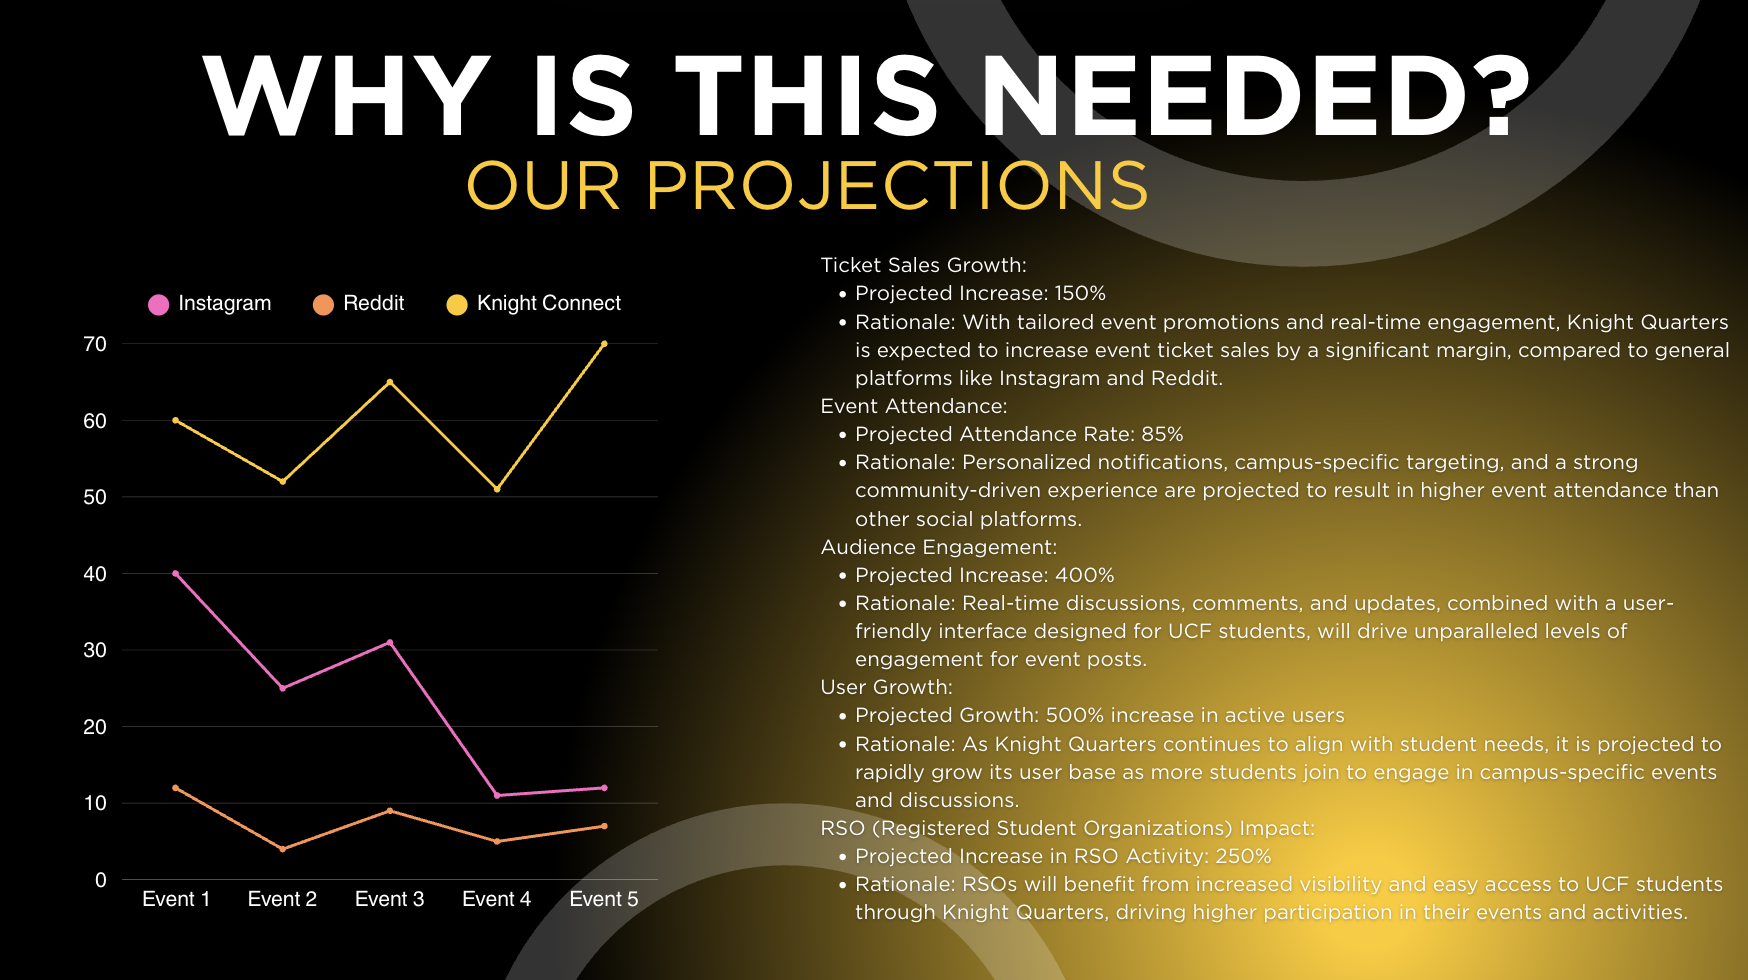 WHY IS THIS NEEDED?
OUR PROJECTIONS
Instagram
Reddit
Knight Connect
70
60
50
40
30
20
10
0
Event 1
Event 2
Event 3
Event 4
Event 5
Ticket Sales Growth:
• Projected Increase: 150%
• Rationale: With tailored event promotions and real-time engagement, Knight Quarters
is expected to increase event ticket sales by a significant margin, compared to general
platforms like Instagram and Reddit.
Event Attendance:
• Projected Attendance Rate: 85%
• Rationale: Personalized notifications, campus-specific targeting, and a strong
community-driven experience are projected to result in higher event attendance than
other social platforms.
Audience Engagement:
• Projected Increase: 400%
• Rationale: Real-time discussions, comments, and updates, combined with a user-
friendly interface designed for UCF students, will drive unparalleled levels of
engagement for event posts.
User Growth:
• Projected Growth: 500% increase in active users
• Rationale: As Knight Quarters continues to align with student needs, it is projected to
rapidly grow its user base as more students join to engage in campus-specific events
and discussions.
RSO (Registered Student Organizations) Impact:
• Projected Increase in RSO Activity: 250%
• Rationale: RSOs will benefit from increased visibility and easy access to UCF students
through Knight Quarters, driving higher participation in their events and activities.